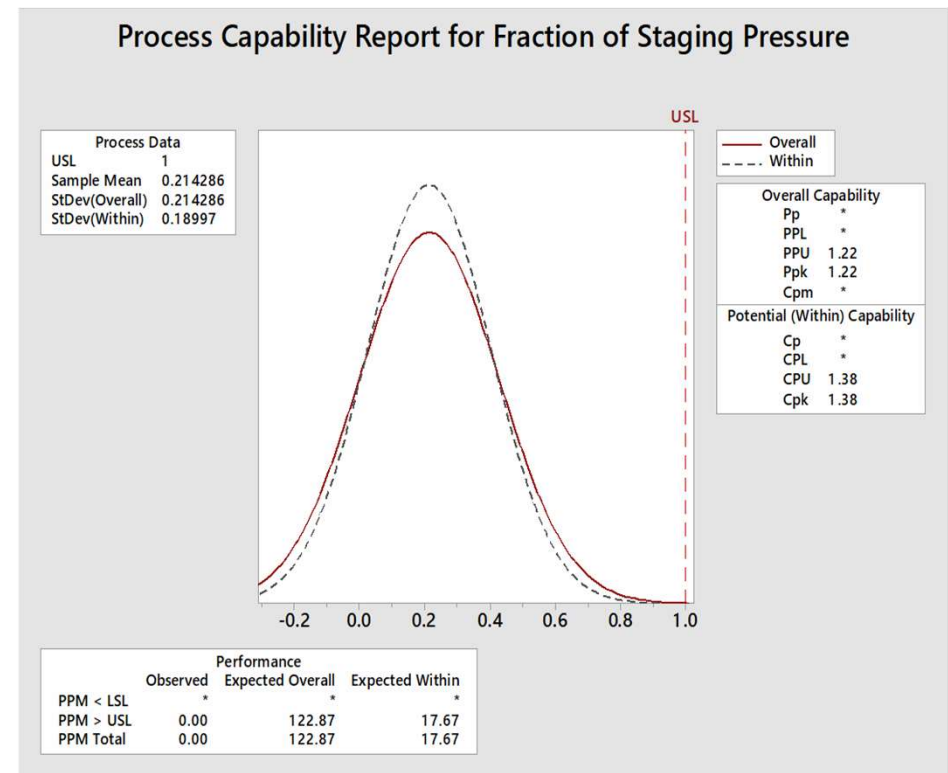 Process Capability Report for Fraction of Staging Pressure
Process Data
USL 1
Sample Mean 0.214286
StDev(Overall) 0.214286
StDev(Within) 0.18997
USL
Overall
Within
Overall Capability
Pp *
PPL *
PPU 1.22
Ppk 1.22
Cpm *
Potential (Within) Capability
Cp *
CPL *
CPU 1.38
Cpk 1.38
-0.2 0.0 0.2 0.4 0.6 0.8 1.0
Performance
Observed Expected Overall Expected Within
PPM < LSL * * *
PPM > USL 0.00 122.87 17.67
PPM Total 0.00 122.87 17.67